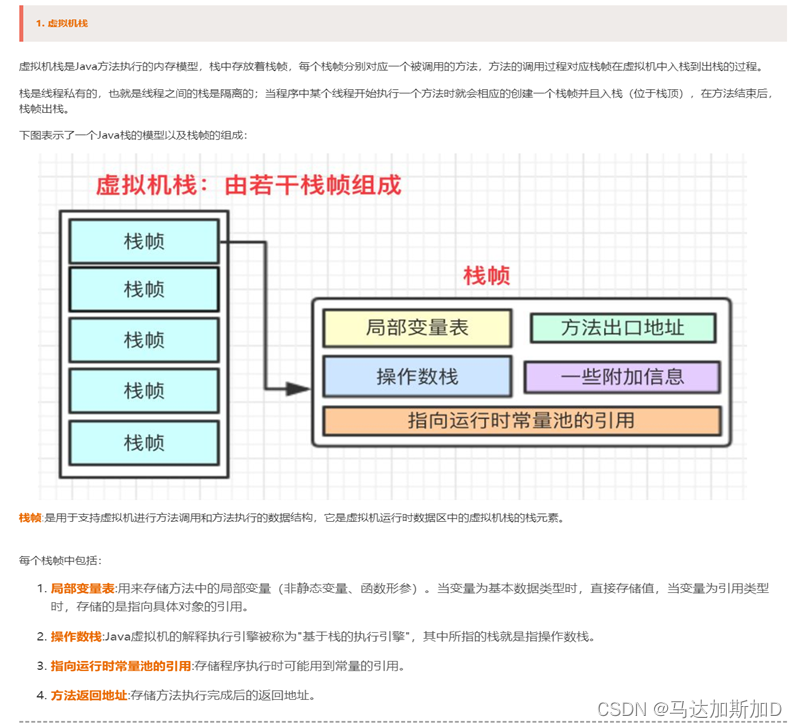 1. 虚拟机栈
虚拟机栈是Java方法执行的内存模型，栈中存放着栈帧，每个栈帧分别对应一个被调用的方法，方法的调用过程对应栈帧在虚拟机中入栈到出栈的过程。
栈是线程私有的，也就是线程之间的栈是隔离的；当程序中某个线程开始执行一个方法时就会相应的创建一个栈帧并且入栈（位于栈顶），在方法结束后，
栈帧出栈。
下图表示了一个Java栈的模型以及栈帧的组成：
虚拟机栈：由若干栈帧组成
栈帧
栈帧
栈帧
栈帧
栈帧
栈帧
局部变量表
方法出口地址
操作数栈
一些附加信息
指向运行时常量池的引用
栈帧:是用于支持虚拟机进行方法调用和方法执行的数据结构，它是虚拟机运行时数据区中的虚拟机栈的栈元素。
每个栈帧中包括：
1. 局部变量表:用来存储方法中的局部变量（非静态变量、函数形参）。当变量为基本数据类型时，直接存储值，当变量为引用类型
时，存储的是指向具体对象的引用。
2. 操作数栈:Java虚拟机的解释执行引擎被称为"基于栈的执行引擎"，其中所指的栈就是指操作数栈。
3. 指向运行时常量池的引用:存储程序执行时可能用到常量的引用。
4. 方法返回地址:存储方法执行完成后的返回地址。
CSDN @马达加斯加D